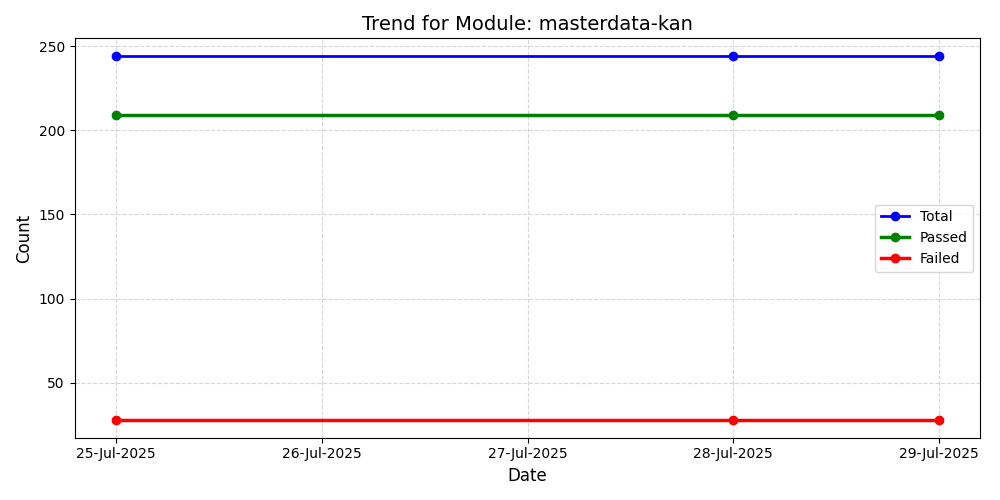 Trend for Module: masterdata-kan
250
200
150
100
50
Count
Total
Passed
Failed
25-Jul-2025
26-Jul-2025
27-Jul-2025
28-Jul-2025
29-Jul-2025
Date